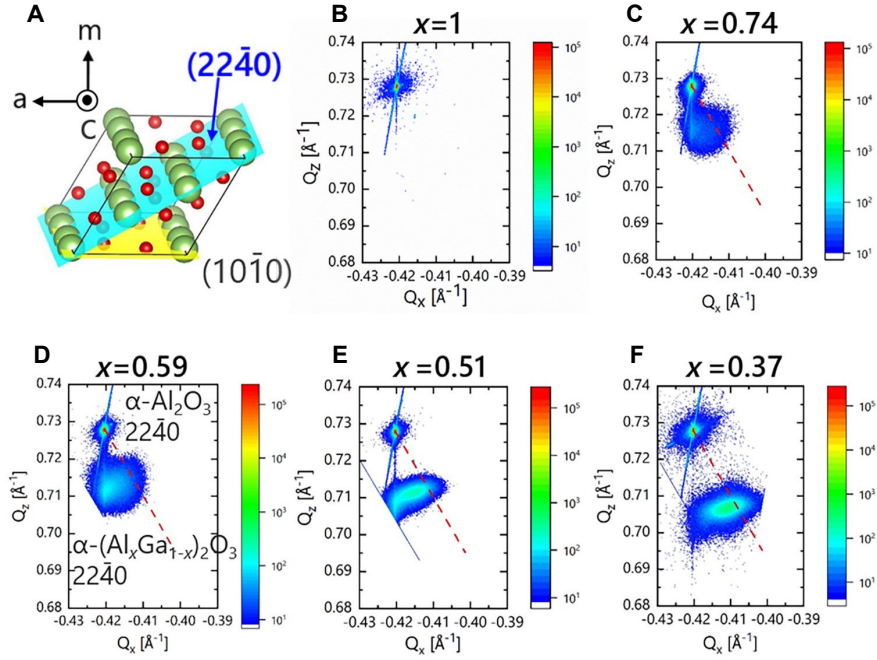 A
m
a
c
(224̄0)
(101̄0)
B
x=1
Qz [Å⁻¹]
0.74
0.73
0.72
0.71
0.70
0.69
0.68
-0.43 -0.42 -0.41 -0.40 -0.39
Qx [Å⁻¹]
10⁵
10⁴
10³
10²
10¹
C
x=0.74
Qz [Å⁻¹]
0.74
0.73
0.72
0.71
0.70
0.69
0.68
-0.43 -0.42 -0.41 -0.40 -0.39
Qx [Å⁻¹]
10⁵
10⁴
10³
10²
10¹
D
x=0.59
α-Al₂O₃
224̄0
α-(AlₓGa₁₋ₓ)₂O₃
224̄0
Qz [Å⁻¹]
0.74
0.73
0.72
0.71
0.70
0.69
0.68
-0.43 -0.42 -0.41 -0.40 -0.39
Qx [Å⁻¹]
10⁵
10⁴
10³
10²
10¹
E
x=0.51
Qz [Å⁻¹]
0.74
0.73
0.72
0.71
0.70
0.69
0.68
-0.43 -0.42 -0.41 -0.40 -0.39
Qx [Å⁻¹]
10⁵
10⁴
10³
10²
10¹
F
x=0.37
Qz [Å⁻¹]
0.74
0.73
0.72
0.71
0.70
0.69
0.68
-0.43 -0.42 -0.41 -0.40 -0.39
Qx [Å⁻¹]
10⁵
10⁴
10³
10²
10¹